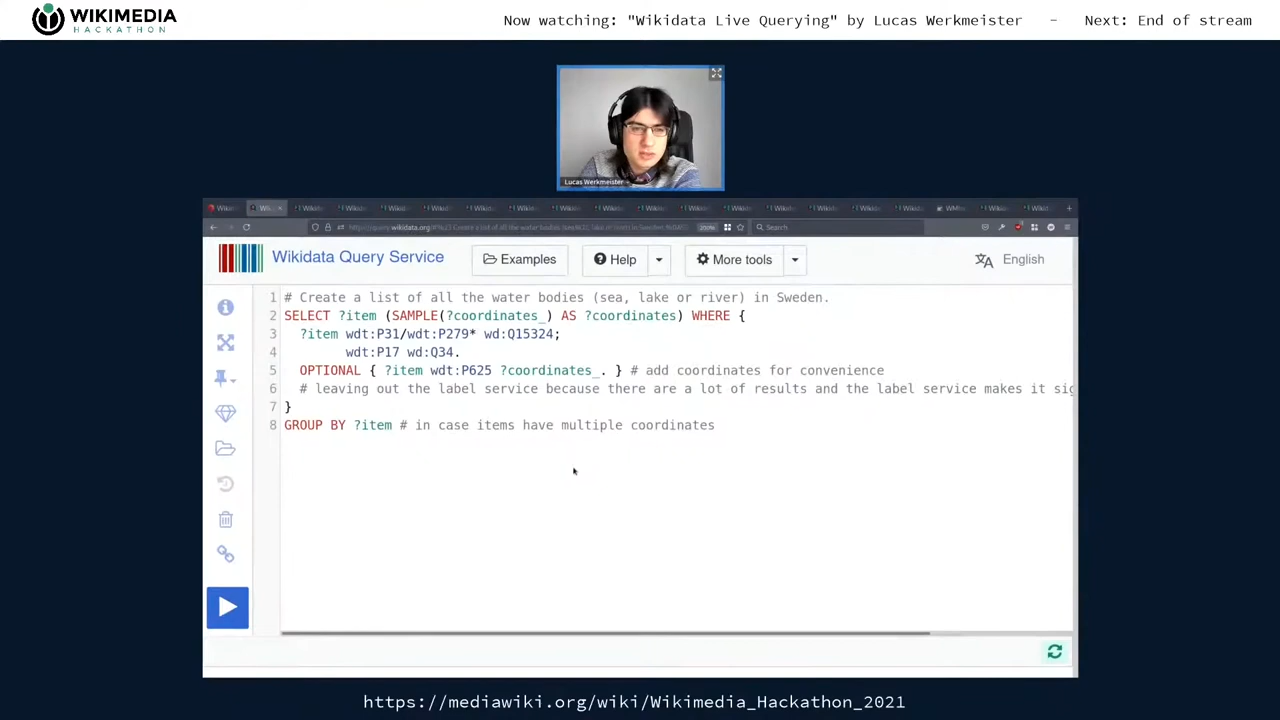 WIKIMEDIA
HACKATHON
Now watching: "Wikidata Live Querying" by Lucas Werkmeister - Next: End of stream
Lucas Werkmeister
Search
Wikidata Query Service
Examples
Help
More tools
English
1 # Create a list of all the water bodies (sea, lake or river) in Sweden.
2 SELECT ?item (SAMPLE(?coordinates_) AS ?coordinates) WHERE {
3 ?item wdt:P31/wdt:P279* wd:Q15324;
4 wdt:P17 wd:Q34.
5 OPTIONAL { ?item wdt:P625 ?coordinates_. } # add coordinates for convenience
6 # leaving out the label service because there are a lot of results and the label service makes it sig
7 }
8 GROUP BY ?item # in case items have multiple coordinates
https://mediawiki.org/wiki/Wikimedia_Hackathon_2021